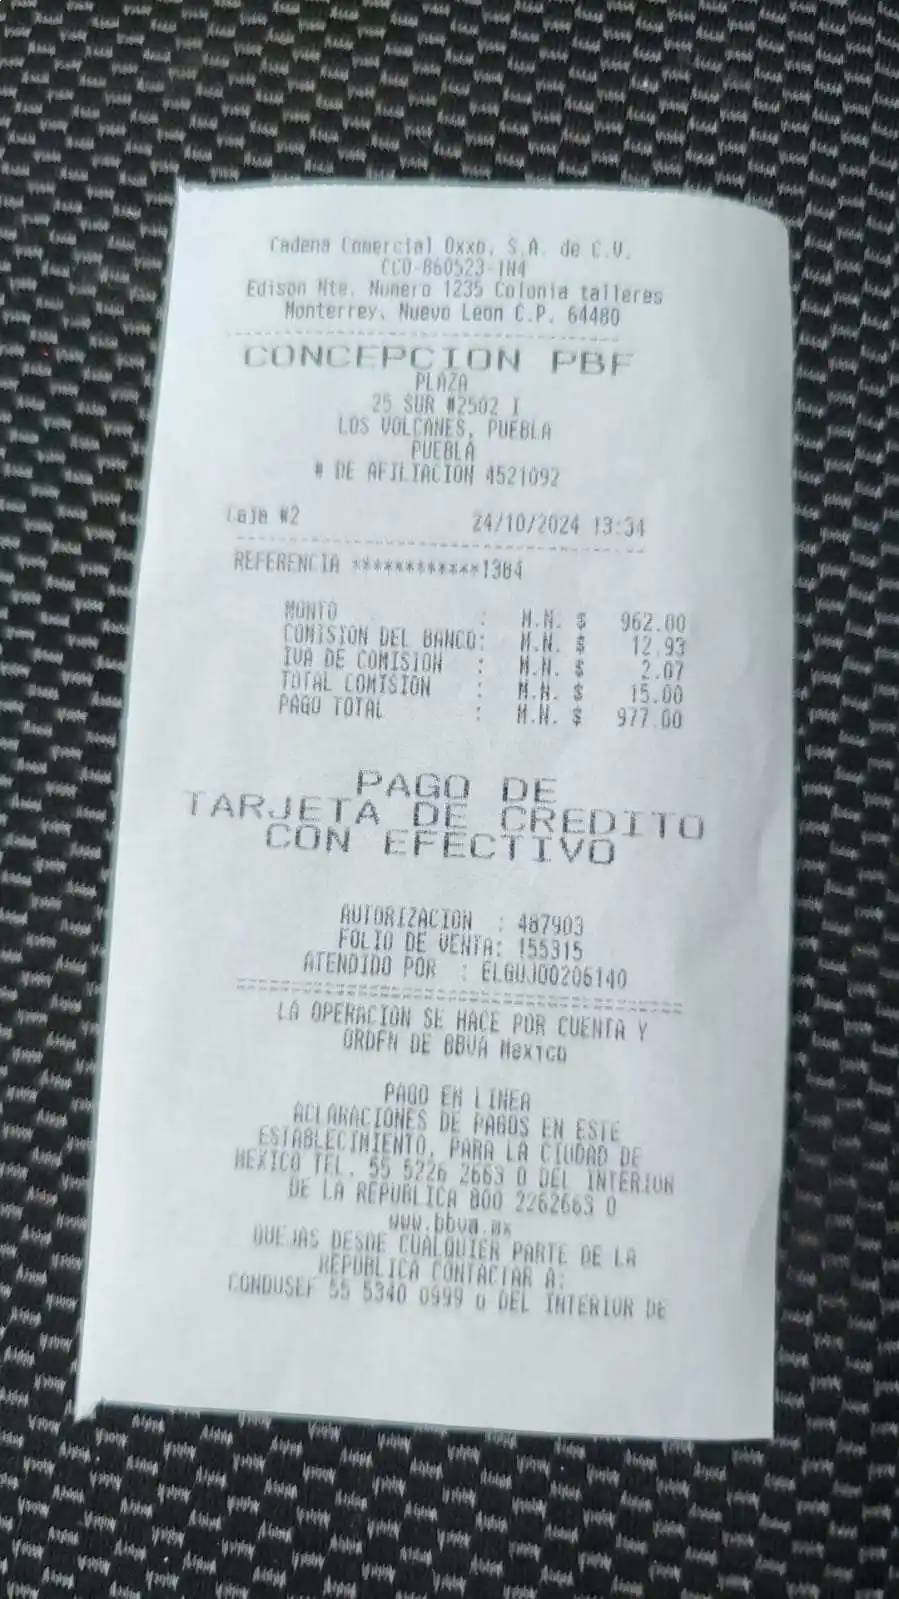 Cadena Comercial Oxxo, S.A. de C.V.
CCO-860523-1N4
Edison Nte. Numero 1235 Colonia talleres
Monterrey, Nuevo Leon C.P. 64480
CONCEPCION PBF
PLAZA
25 SUR #2502 I
LOS VOLCANES, PUEBLA
PUEBLA
# DE AFILIACION 4521092
Caja #2 24/10/2024 13:34
REFERENCIA ************1384
MONTO : M.N. $ 962.00
COMISION DEL BANCO: M.N. $ 12.93
IVA DE COMISION : M.N. $ 2.07
TOTAL COMISION : M.N. $ 15.00
PAGO TOTAL : M.N. $ 977.00
PAGO DE
TARJETA DE CREDITO
CON EFECTIVO
AUTORIZACION : 487903
FOLIO DE VENTA: 155315
ATENDIDO POR :
LA OPERACION SE HACE POR CUENTA Y
ORDEN DE BBVA Mexico
PAGO EN LINEA
ACLARACIONES DE PAGOS EN ESTE
ESTABLECIMIENTO, PARA LA CIUDAD DE
MEXICO TEL. 55 5226 2663 O DEL INTERIOR
DE LA REPUBLICA 800 2262663 O
www.bbva.mx
QUEJAS DESDE CUALQUIER PARTE DE LA
REPUBLICA CONTACTAR A:
CONDUSEF 55 5340 0999 o DEL INTERIOR DE